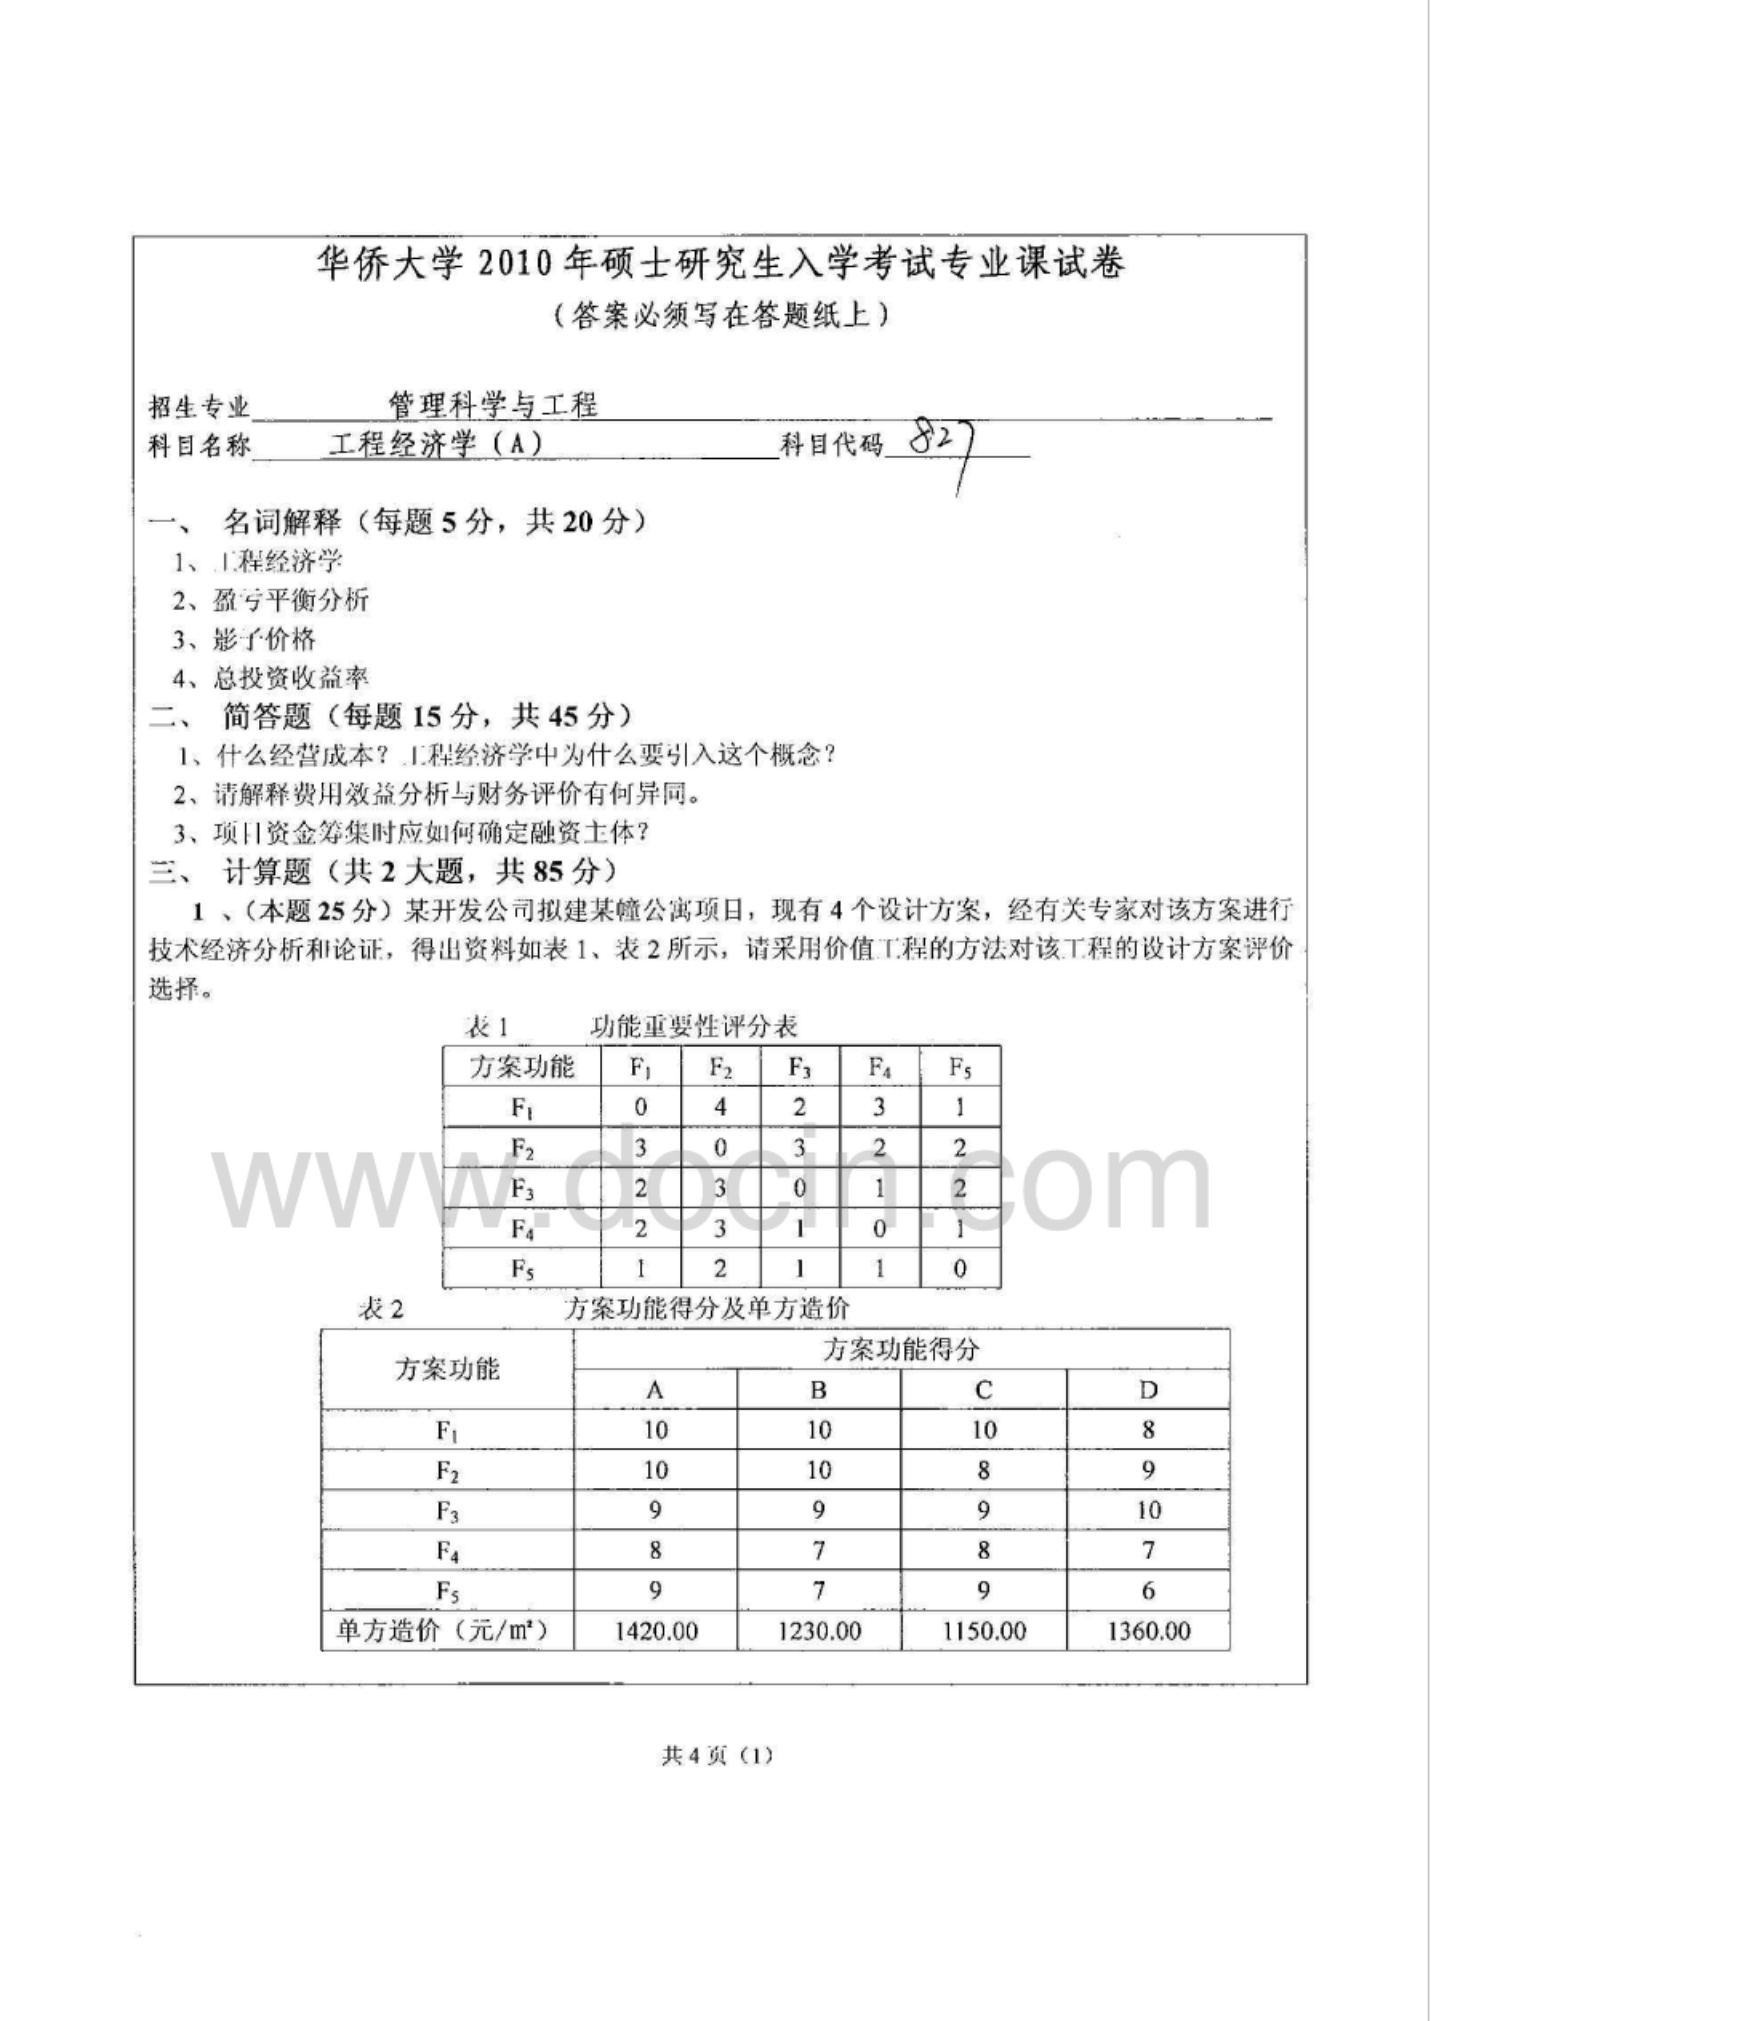 华侨大学 2010 年硕士研究生入学考试专业课试卷
（答案必须写在答题纸上）
招生专业 管理科学与工程
科目名称 工程经济学（A） 科目代码 827
一、 名词解释（每题 5 分，共 20 分）
1、工程经济学
2、盈亏平衡分析
3、影子价格
4、总投资收益率
二、 简答题（每题 15 分，共 45 分）
1、什么经营成本？工程经济学中为什么要引入这个概念？
2、请解释费用效益分析与财务评价有何异同。
3、项目资金筹集时应如何确定融资主体？
三、 计算题（共 2 大题，共 85 分）
1 、（本题 25 分）某开发公司拟建某幢公寓项目，现有 4 个设计方案，经有关专家对该方案进行
技术经济分析和论证，得出资料如表 1、表 2 所示，请采用价值工程的方法对该工程的设计方案评价
选择。
表 1 功能重要性评分表
方案功能 F1 F2 F3 F4 F5
F1 0 4 2 3 1
F2 3 0 3 2 2
F3 2 3 0 1 2
F4 2 3 1 0 1
F5 1 2 1 1 0
www.docin.com
表 2 方案功能得分及单方造价
方案功能 方案功能得分
A B C D
F1 10 10 10 8
F2 10 10 8 9
F3 9 9 9 10
F4 8 7 8 7
F5 9 7 9 6
单方造价（元/m²） 1420.00 1230.00 1150.00 1360.00
共 4 页（1）